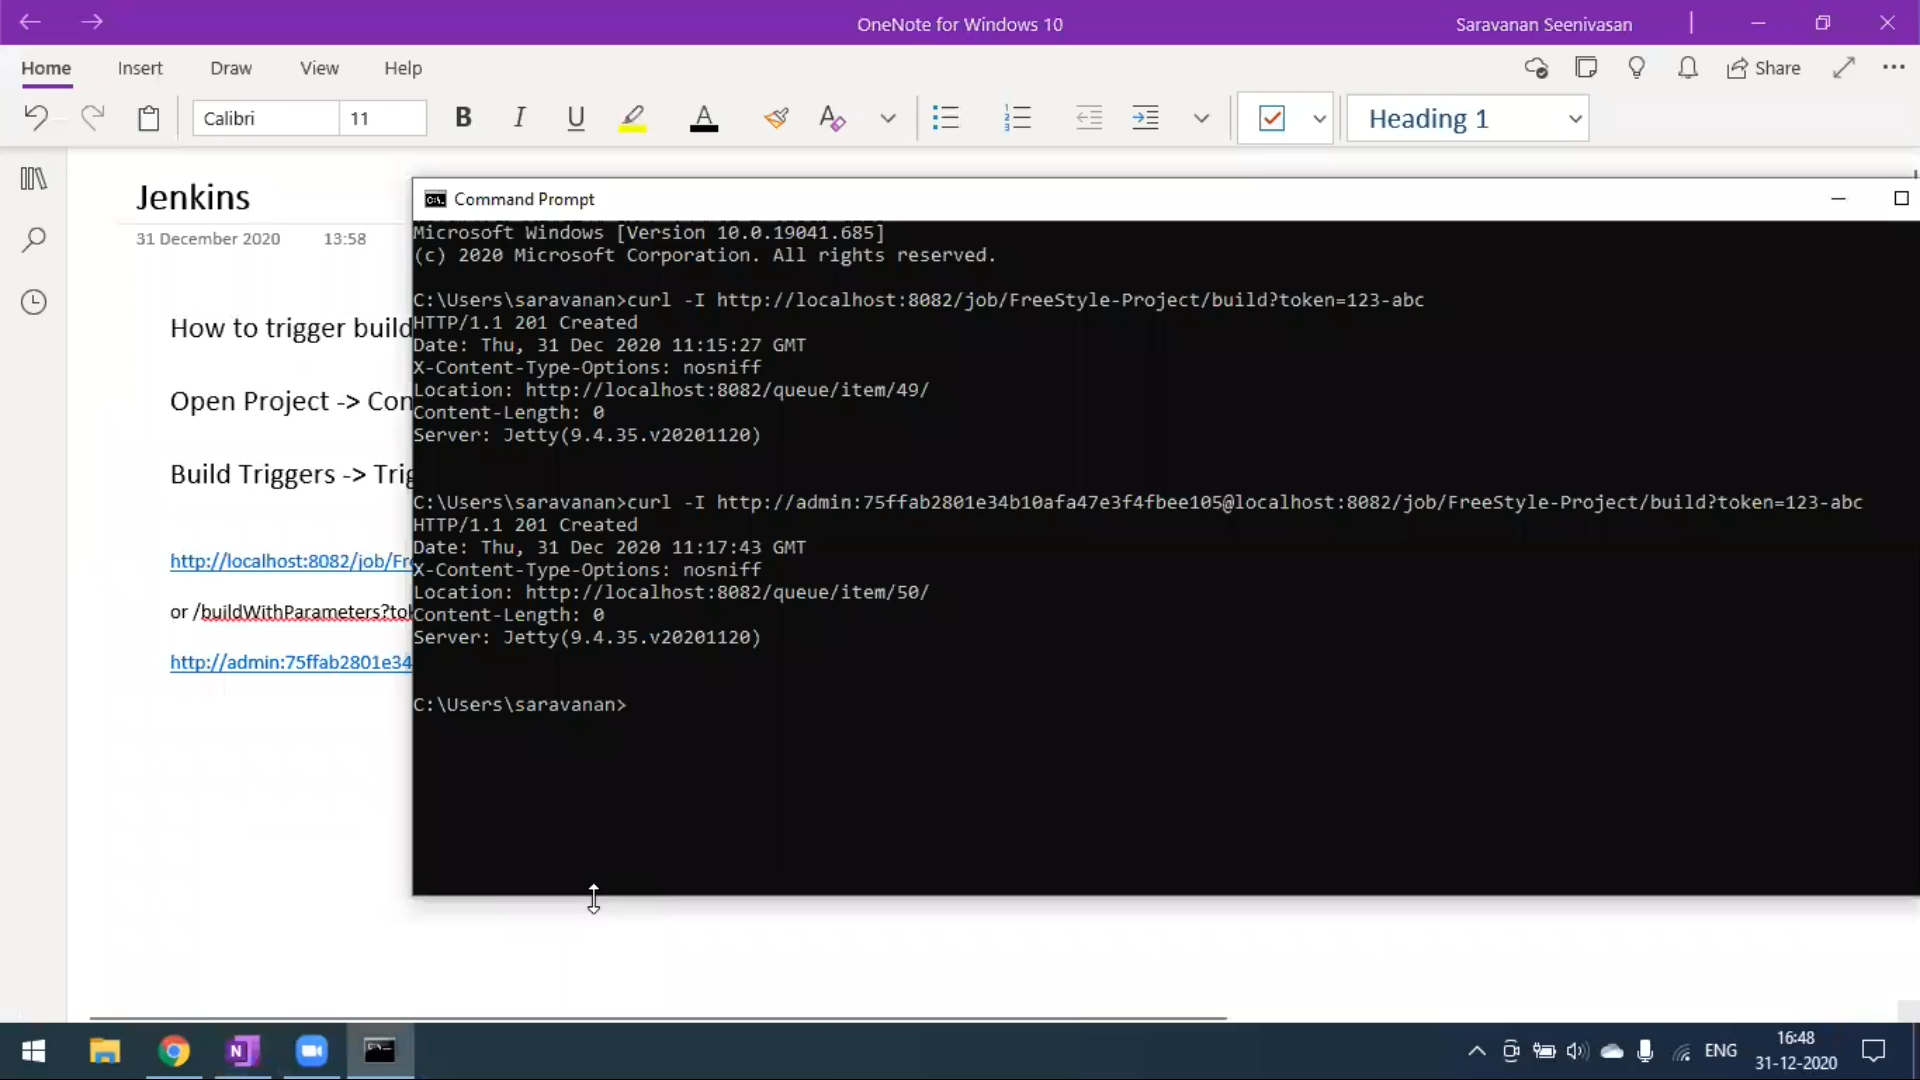 OneNote for Windows 10
Saravanan Seenivasan
Home Insert Draw View Help
Share
Calibri 11
B I U A A
Heading 1
Jenkins
31 December 2020 13:58
How to trigger build
Open Project -> Con
Build Triggers -> Trig
http://localhost:8082/job/Fre
or /buildWithParameters?tok
http://admin:75ffab2801e34
Command Prompt
Microsoft Windows [Version 10.0.19041.685]
(c) 2020 Microsoft Corporation. All rights reserved.
C:\Users\saravanan>curl -I http://localhost:8082/job/FreeStyle-Project/build?token=123-abc
HTTP/1.1 201 Created
Date: Thu, 31 Dec 2020 11:15:27 GMT
X-Content-Type-Options: nosniff
Location: http://localhost:8082/queue/item/49/
Content-Length: 0
Server: Jetty(9.4.35.v20201120)
C:\Users\saravanan>curl -I http://admin:75ffab2801e34b10afa47e3f4fbee105@localhost:8082/job/FreeStyle-Project/build?token=123-abc
HTTP/1.1 201 Created
Date: Thu, 31 Dec 2020 11:17:43 GMT
X-Content-Type-Options: nosniff
Location: http://localhost:8082/queue/item/50/
Content-Length: 0
Server: Jetty(9.4.35.v20201120)
C:\Users\saravanan>
ENG
16:48
31-12-2020